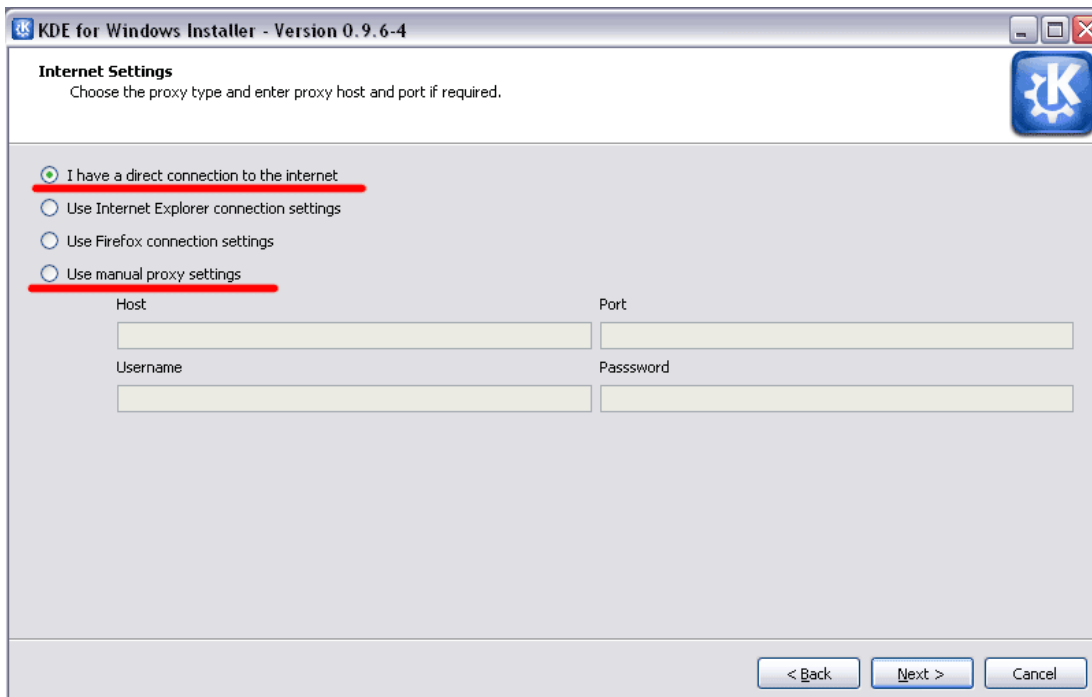 KDE for Windows Installer - Version 0.9.6-4
Internet Settings
Choose the proxy type and enter proxy host and port if required.
I have a direct connection to the internet
Use Internet Explorer connection settings
Use Firefox connection settings
Use manual proxy settings
Host Port
Username Passsword
< Back Next > Cancel